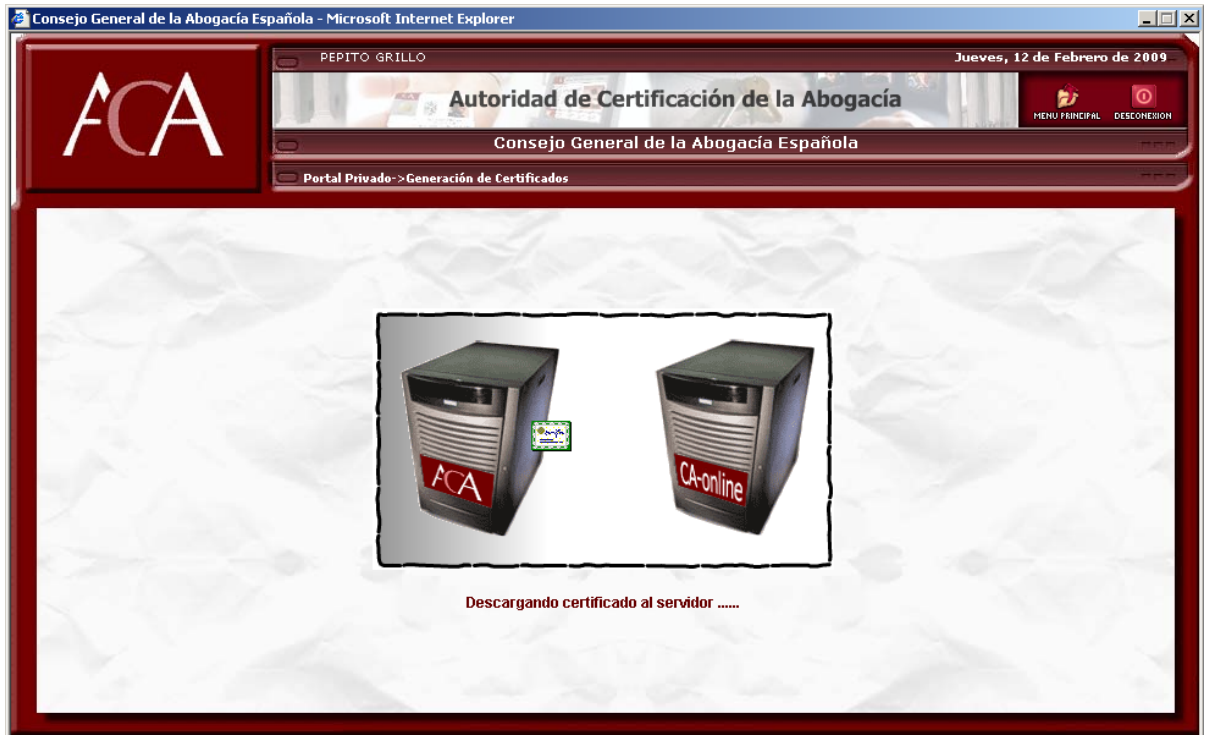 Consejo General de la Abogacía Española - Microsoft Internet Explorer
PEPITO GRILLO
Jueves, 12 de Febrero de 2009
ACA
Autoridad de Certificación de la Abogacía
MENU PRINCIPAL
DESCONEXION
Consejo General de la Abogacía Española
Portal Privado->Generación de Certificados
ACA
CA-online
Descargando certificado al servidor ......